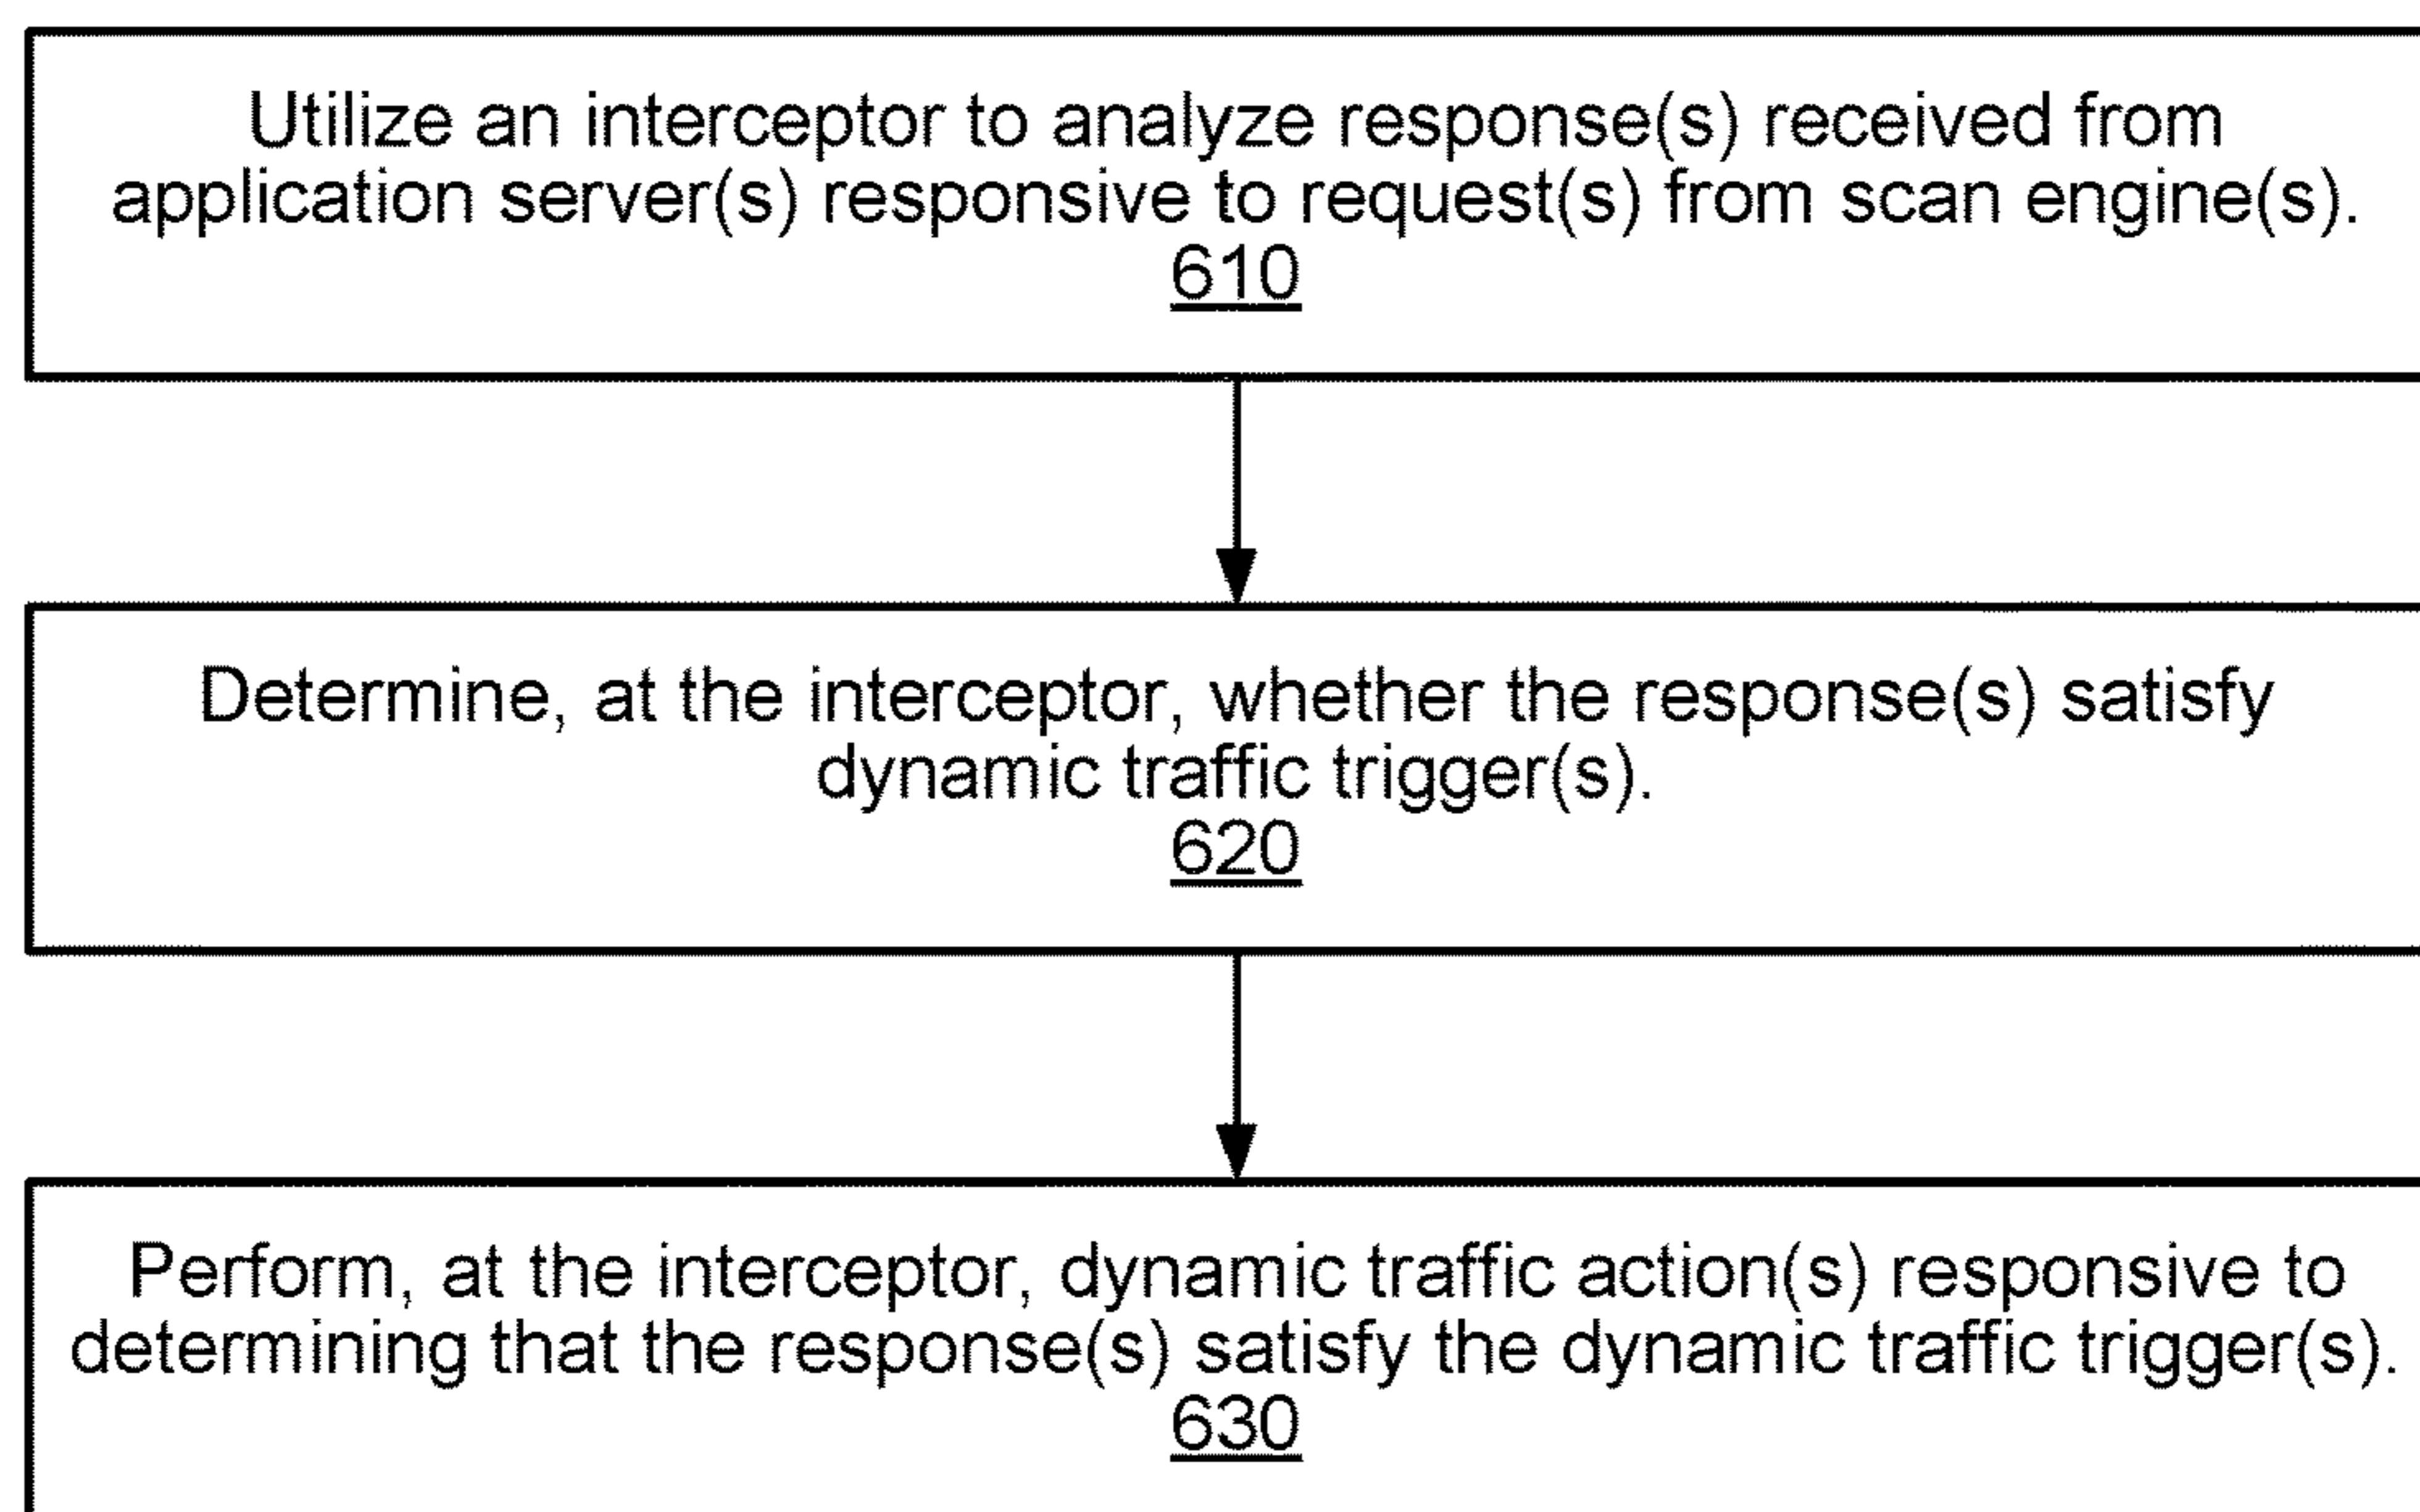 Utilize an interceptor to analyze response(s) received from
application server(s) responsive to request(s) from scan engine(s).
610
Determine, at the interceptor, whether the response(s) satisfy
dynamic traffic trigger(s).
620
Perform, at the interceptor, dynamic traffic action(s) responsive to
determining that the response(s) satisfy the dynamic traffic trigger(s).
630